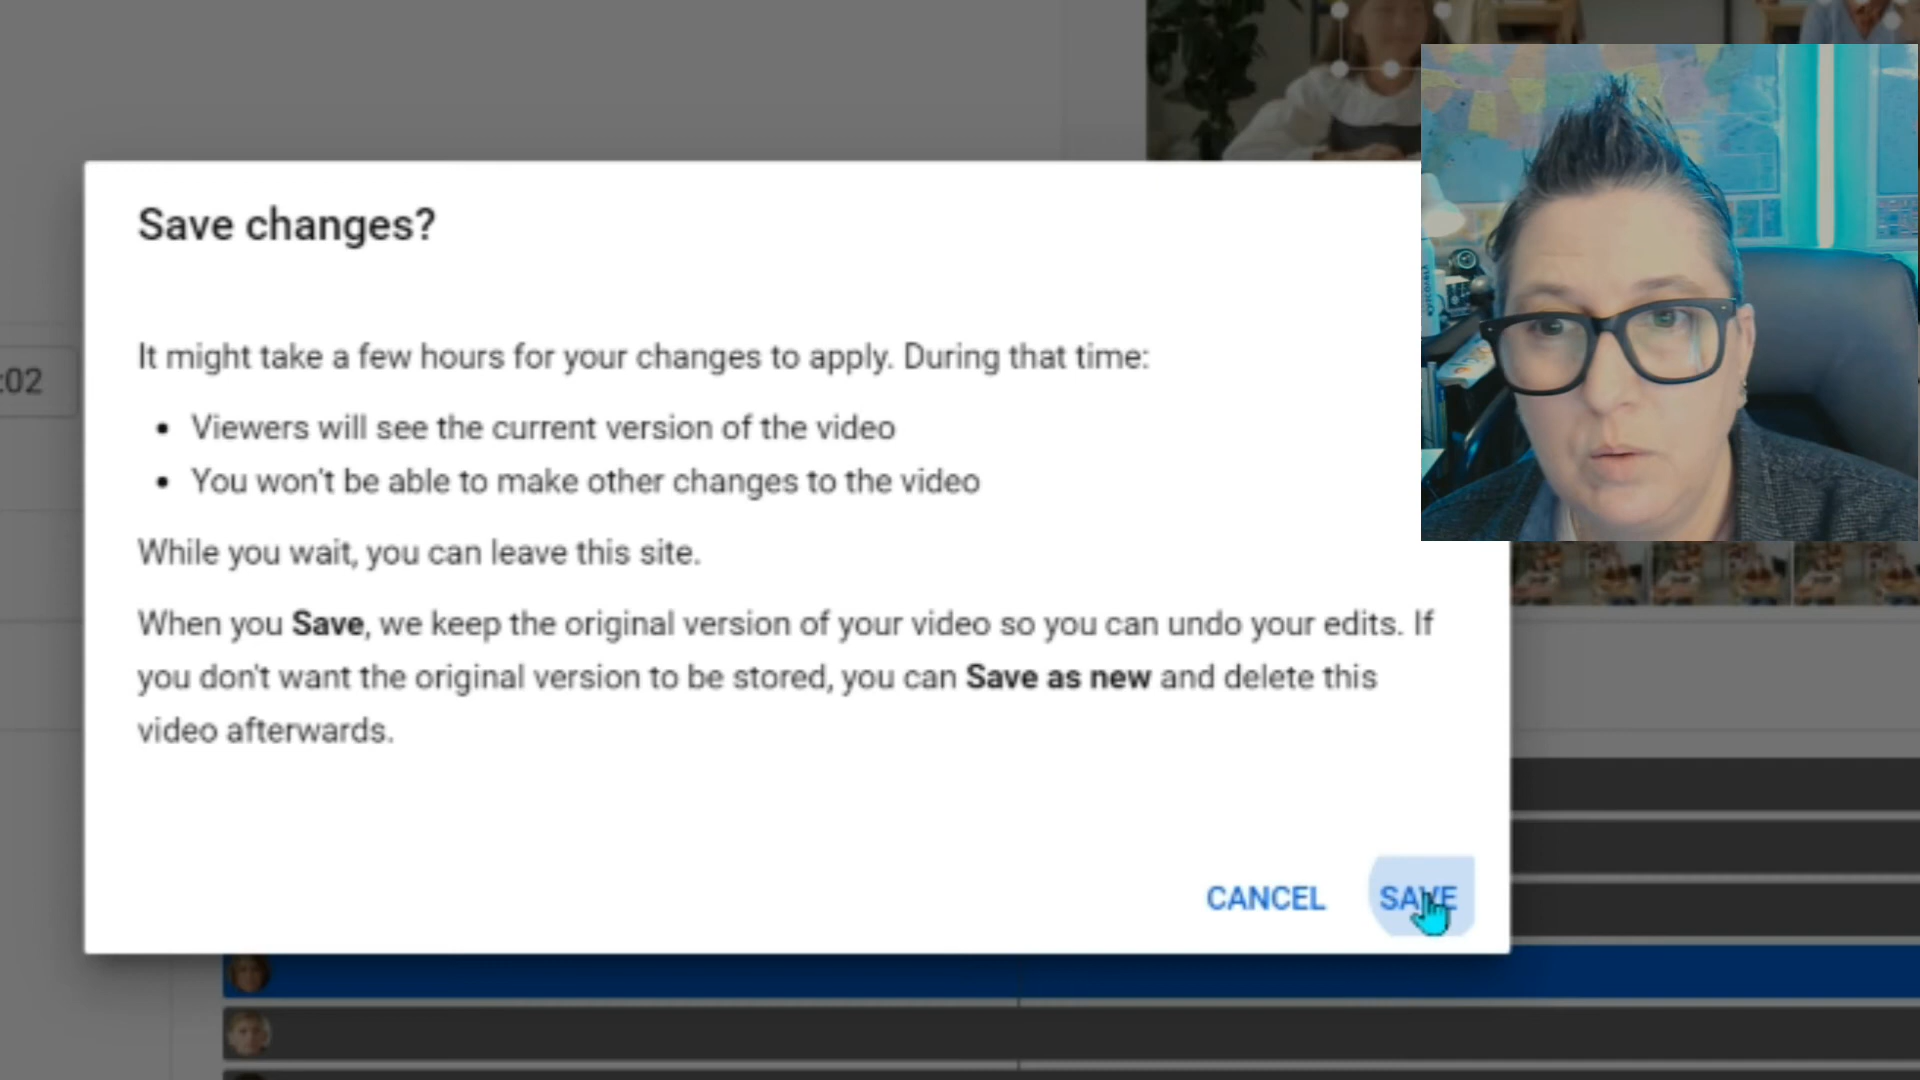 Save changes?
It might take a few hours for your changes to apply. During that time:
:02
• Viewers will see the current version of the video
• You won't be able to make other changes to the video
While you wait, you can leave this site.
When you Save, we keep the original version of your video so you can undo your edits. If
you don't want the original version to be stored, you can Save as new and delete this
video afterwards.
CANCEL
SAVE